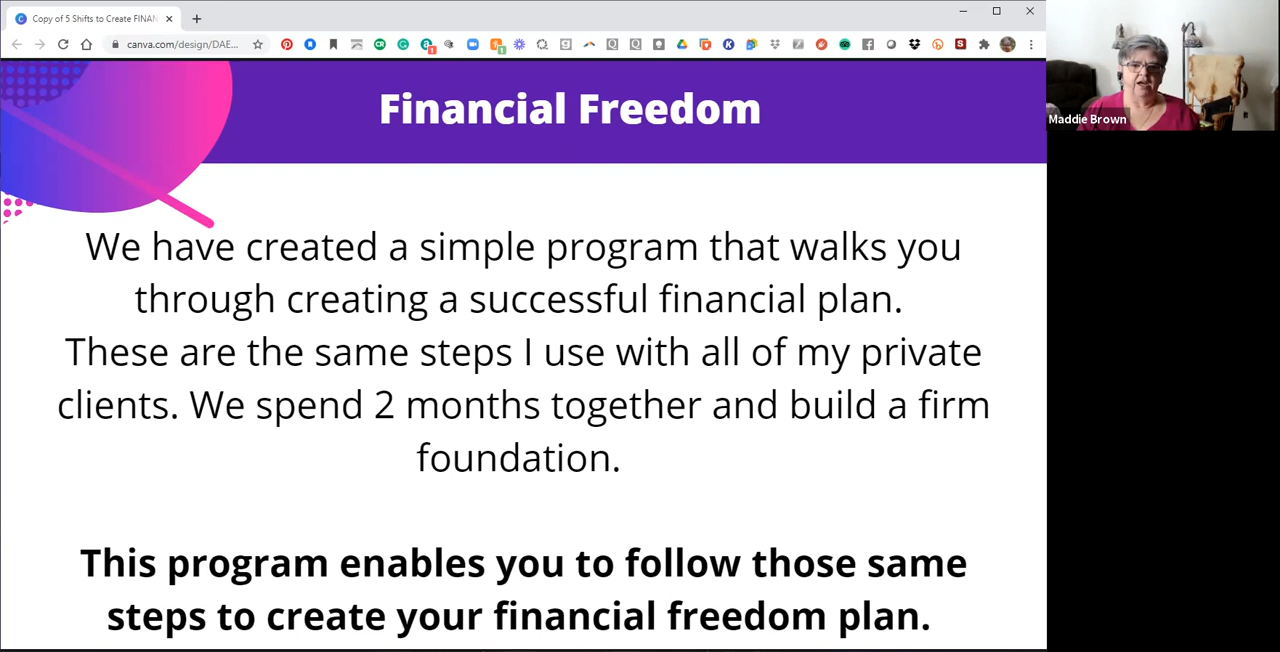 Copy of 5 Shifts to Create FINAN
canva.com/design/DAE...
Financial Freedom
Maddie Brown
We have created a simple program that walks you
through creating a successful financial plan.
These are the same steps I use with all of my private
clients. We spend 2 months together and build a firm
foundation.
This program enables you to follow those same
steps to create your financial freedom plan.